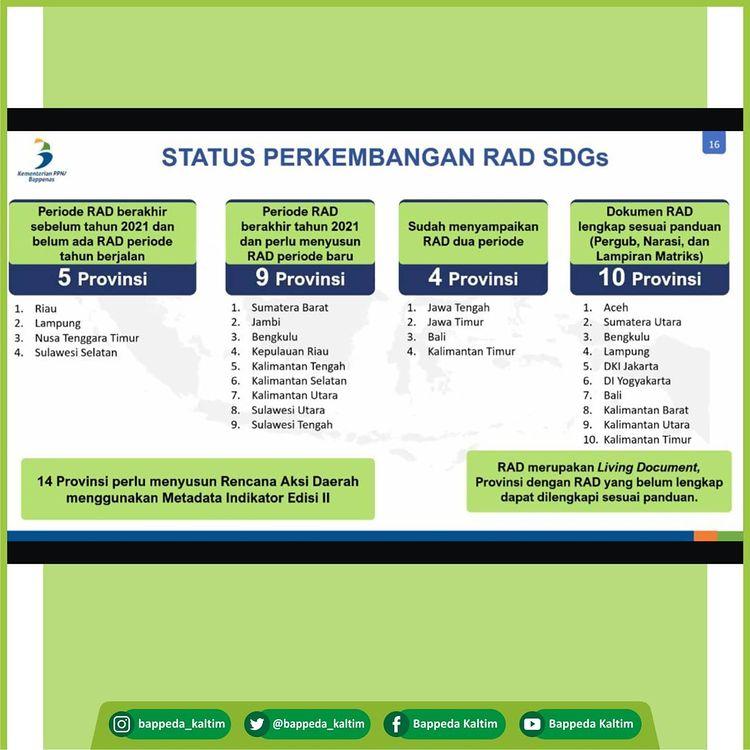 Kementerian PPN/
Bappenas
STATUS PERKEMBANGAN RAD SDGs
16
Periode RAD berakhir
sebelum tahun 2021 dan
belum ada RAD periode
tahun berjalan
5 Provinsi
1. Riau
2. Lampung
3. Nusa Tenggara Timur
4. Sulawesi Selatan
Periode RAD
berakhir tahun 2021
dan perlu menyusun
RAD periode baru
9 Provinsi
1. Sumatera Barat
2. Jambi
3. Bengkulu
4. Kepulauan Riau
5. Kalimantan Tengah
6. Kalimantan Selatan
7. Kalimantan Utara
8. Sulawesi Utara
9. Sulawesi Tengah
Sudah menyampaikan
RAD dua periode
4 Provinsi
1. Jawa Tengah
2. Jawa Timur
3. Bali
4. Kalimantan Timur
Dokumen RAD
lengkap sesuai panduan
(Pergub, Narasi, dan
Lampiran Matriks)
10 Provinsi
1. Aceh
2. Sumatera Utara
3. Bengkulu
4. Lampung
5. DKI Jakarta
6. DI Yogyakarta
7. Bali
8. Kalimantan Barat
9. Kalimantan Utara
10. Kalimantan Timur
14 Provinsi perlu menyusun Rencana Aksi Daerah
menggunakan Metadata Indikator Edisi II
RAD merupakan Living Document,
Provinsi dengan RAD yang belum lengkap
dapat dilengkapi sesuai panduan.
bappeda_kaltim
@bappeda_kaltim
Bappeda Kaltim
Bappeda Kaltim